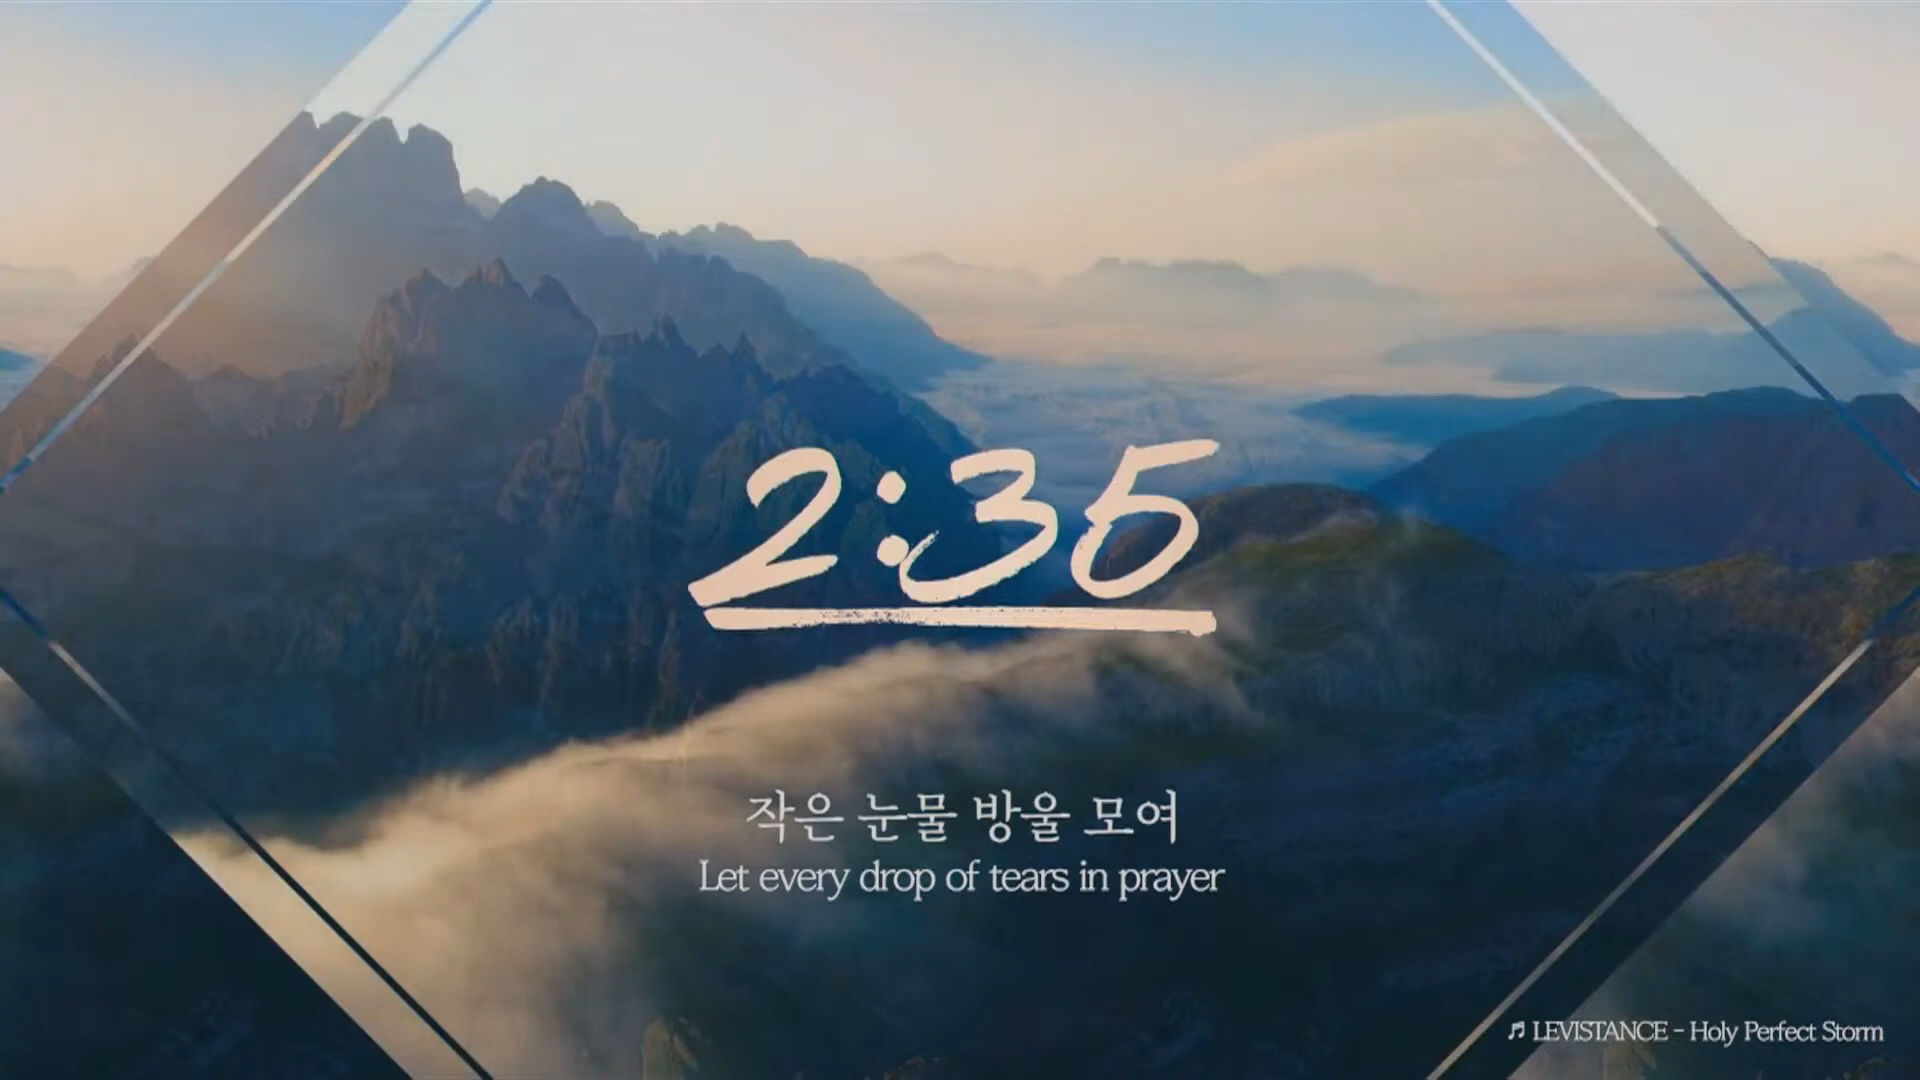 2:35
작은 눈물 방울 모여
Let every drop of tears in prayer
♬ LEVISTANCE - Holy Perfect Storm